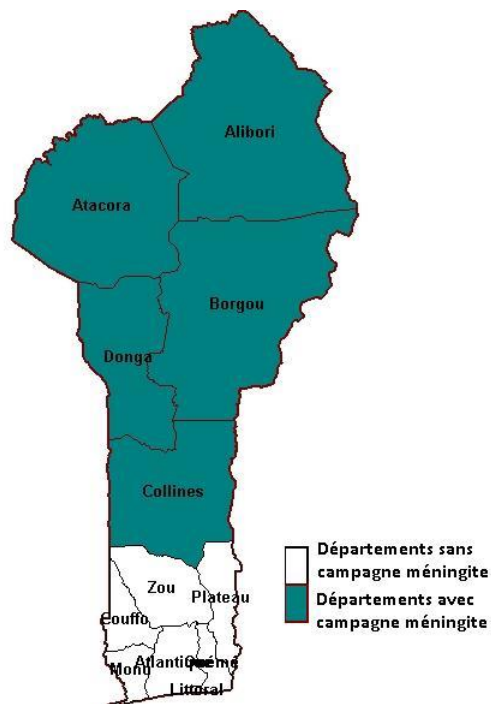 Alibori
Atacora
Borgou
Donga
Collines
Zou
Plateau
Couffo
Mono
Atlantique
Littoral
Départements sans
campagne méningite
Départements avec
campagne méningite